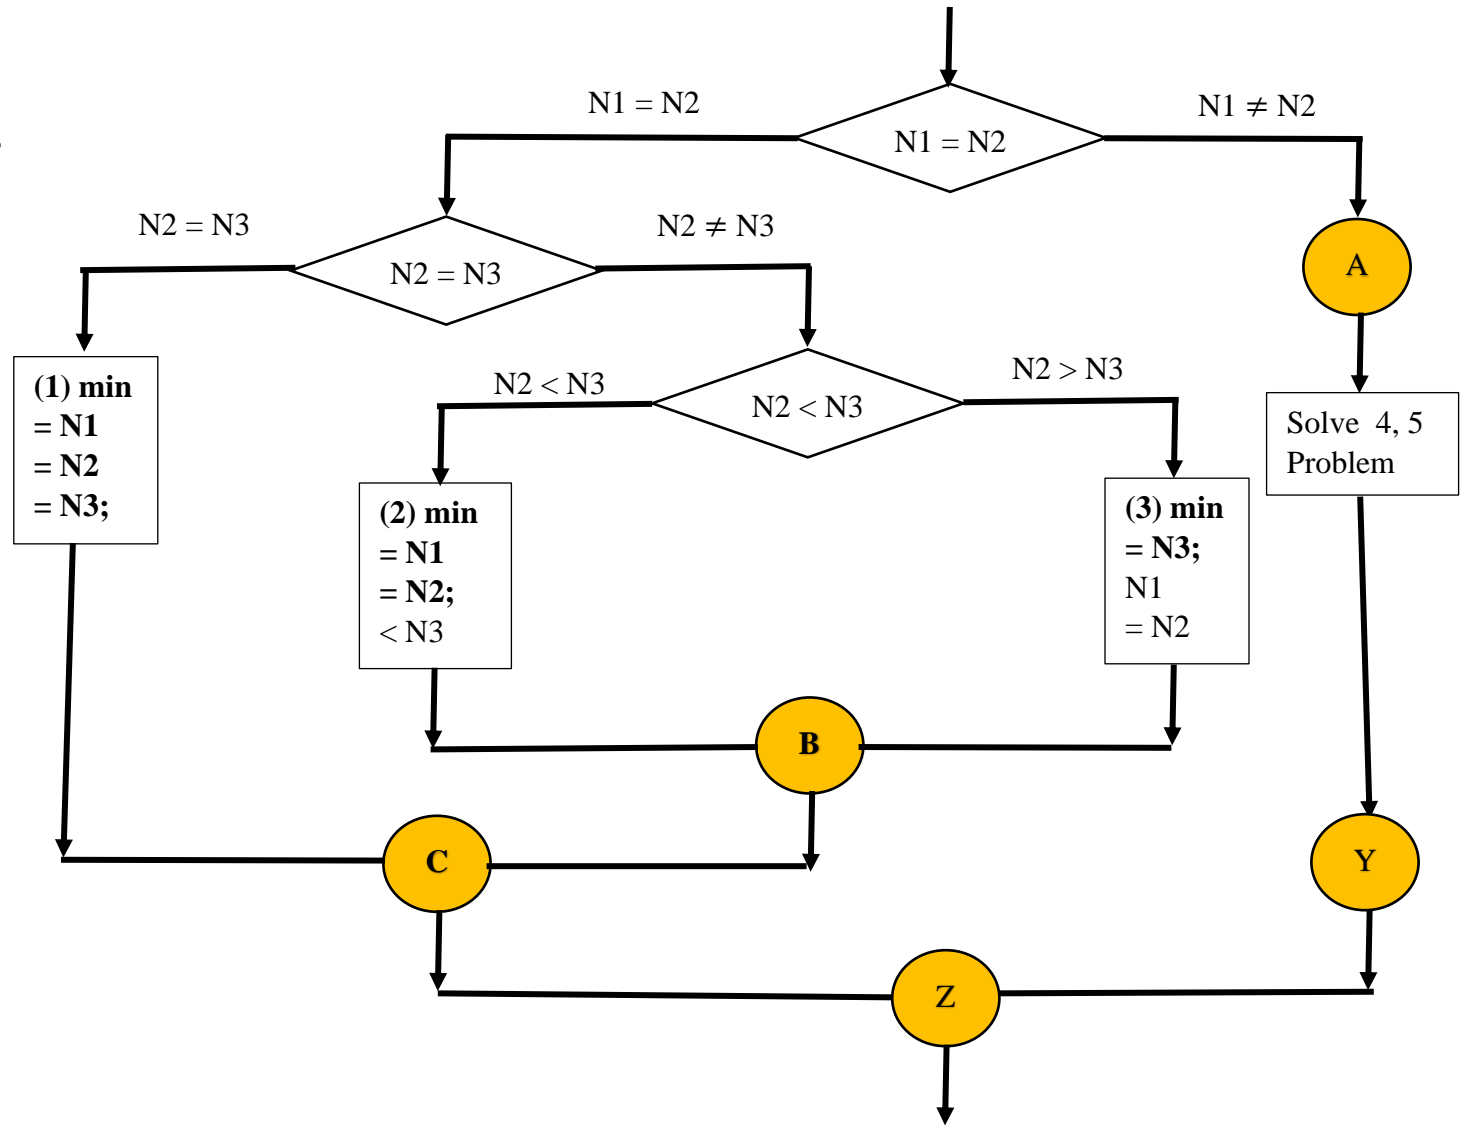 N1 = N2
N1 ≠ N2
N1 = N2
N2 = N3
N2 ≠ N3
N2 = N3
A
N2 < N3
N2 > N3
N2 < N3
(1) min
= N1
= N2
= N3;
Solve 4, 5
Problem
(2) min
= N1
= N2;
< N3
(3) min
= N3;
N1
= N2
B
C
Y
Z